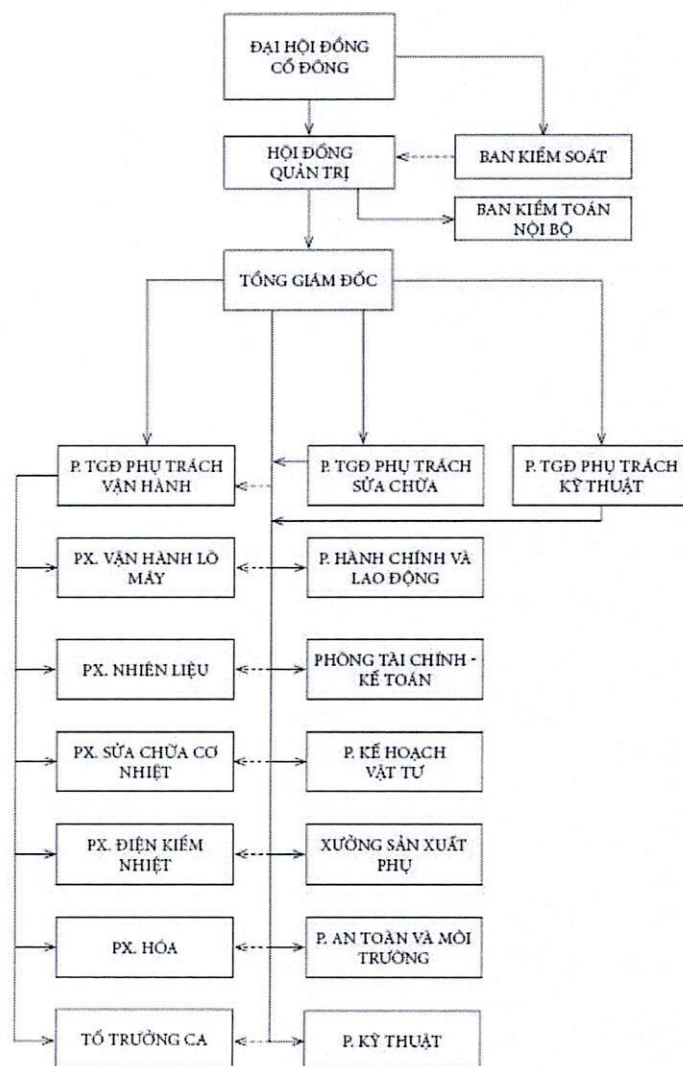 ĐẠI HỘI ĐỒNG
CỔ ĐÔNG
HỘI ĐỒNG
QUẢN TRỊ
BAN KIỂM SOÁT
BAN KIỂM TOÁN
NỘI BỘ
TỔNG GIÁM ĐỐC
P. TGĐ PHỤ TRÁCH
VẬN HÀNH
P. TGĐ PHỤ TRÁCH
SỬA CHỮA
P. TGĐ PHỤ TRÁCH
KỸ THUẬT
PX. VẬN HÀNH LÒ
MÁY
P. HÀNH CHÍNH VÀ
LAO ĐỘNG
PX. NHIÊN LIỆU
PHÒNG TÀI CHÍNH -
KẾ TOÁN
PX. SỬA CHỮA CƠ
NHIỆT
P. KẾ HOẠCH
VẬT TƯ
PX. ĐIỆN KIỂM
NHIỆT
XƯỞNG SẢN XUẤT
PHỤ
PX. HÓA
P. AN TOÀN VÀ MÔI
TRƯỜNG
TỔ TRƯỞNG CA
P. KỸ THUẬT